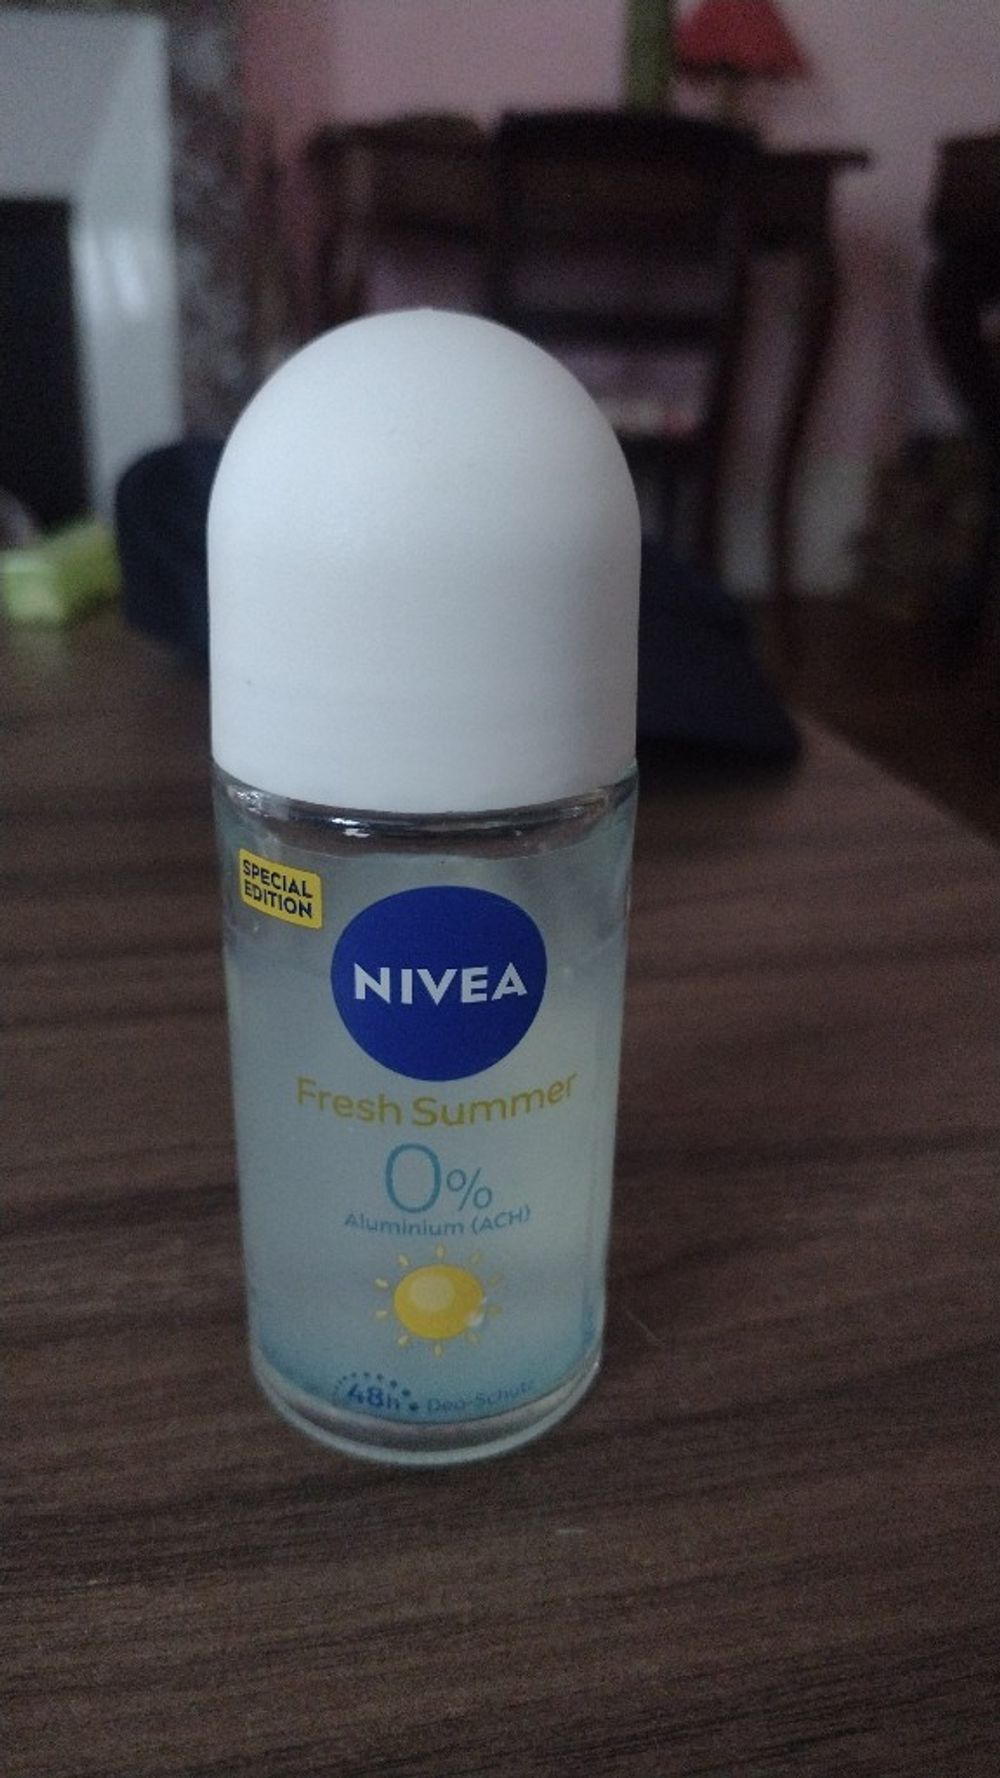 SPECIAL
EDITION
NIVEA
Fresh Summer
0%
Aluminium (ACH)
48h Deo-Schutz